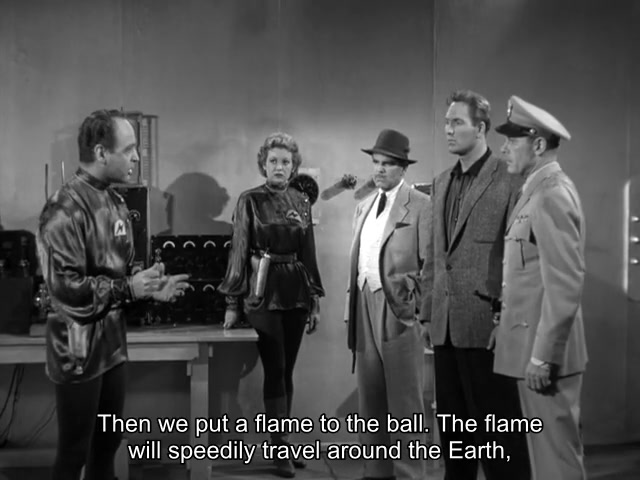 Then we put a flame to the ball. The flame
will speedily travel around the Earth,